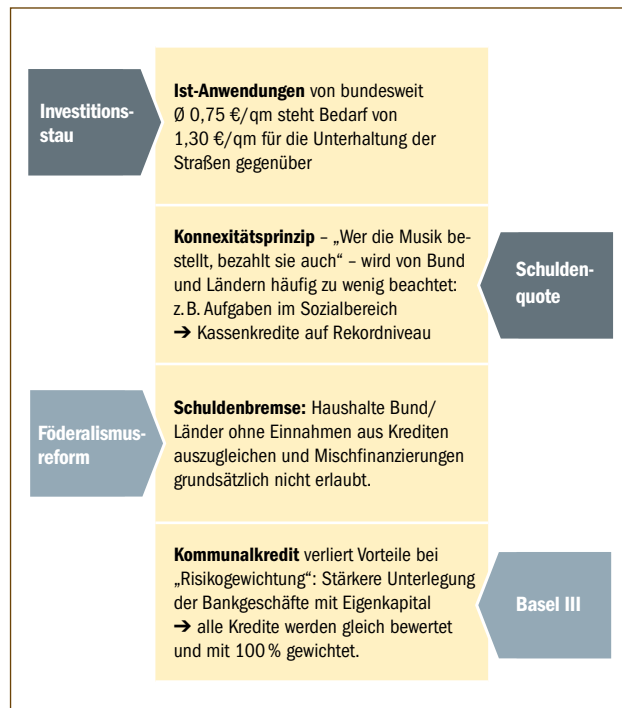 Investitions-
stau
Ist-Anwendungen von bundesweit
Ø 0,75 €/qm steht Bedarf von
1,30 €/qm für die Unterhaltung der
Straßen gegenüber
Konnexitätsprinzip – „Wer die Musik be-
stellt, bezahlt sie auch“ – wird von Bund
und Ländern häufig zu wenig beachtet:
z. B. Aufgaben im Sozialbereich
➔ Kassenkredite auf Rekordniveau
Schulden-
quote
Föderalismus-
reform
Schuldenbremse: Haushalte Bund/
Länder ohne Einnahmen aus Krediten
auszugleichen und Mischfinanzierungen
grundsätzlich nicht erlaubt.
Kommunalkredit verliert Vorteile bei
„Risikogewichtung“: Stärkere Unterlegung
der Bankgeschäfte mit Eigenkapital
➔ alle Kredite werden gleich bewertet
und mit 100 % gewichtet.
Basel III